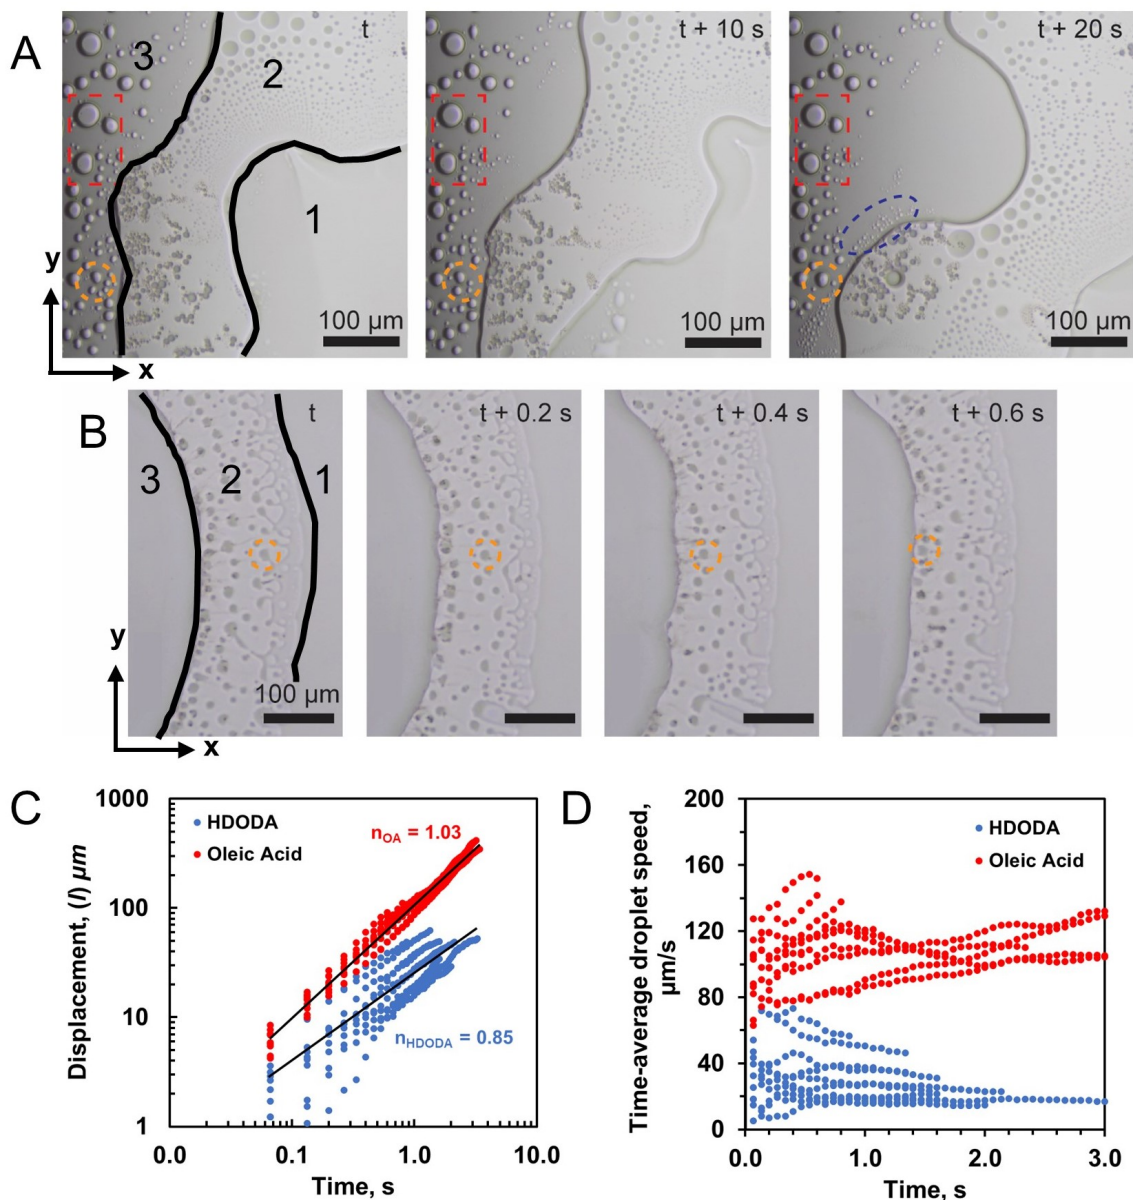 A
t
3
2
1
y
x
100 µm
t + 10 s
100 µm
t + 20 s
100 µm
B
t
3
2
1
y
x
100 µm
t + 0.2 s
t + 0.4 s
t + 0.6 s
C
Displacement, (l) µm
1000
100
10
1
HDODA
Oleic Acid
nOA = 1.03
nHDODA = 0.85
0.0
0.1
1.0
10.0
Time, s
D
Time-average droplet speed,
µm/s
200
160
120
80
40
0
HDODA
Oleic Acid
0.0
1.0
2.0
3.0
Time, s